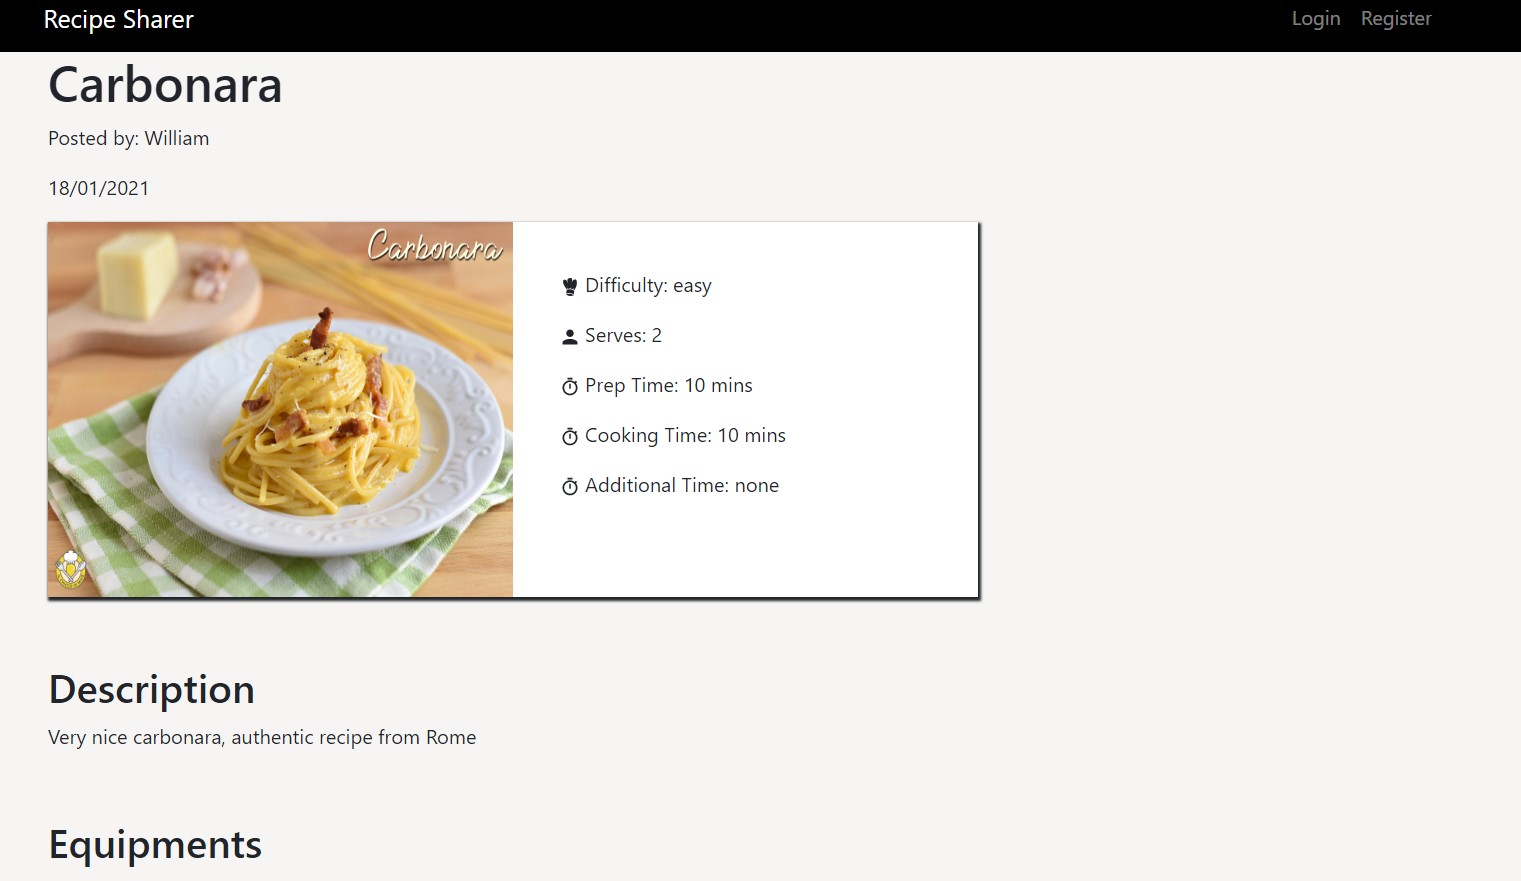 Recipe Sharer
Login Register
Carbonara
Posted by: William
18/01/2021
Carbonara
Difficulty: easy
Serves: 2
Prep Time: 10 mins
Cooking Time: 10 mins
Additional Time: none
Description
Very nice carbonara, authentic recipe from Rome
Equipments